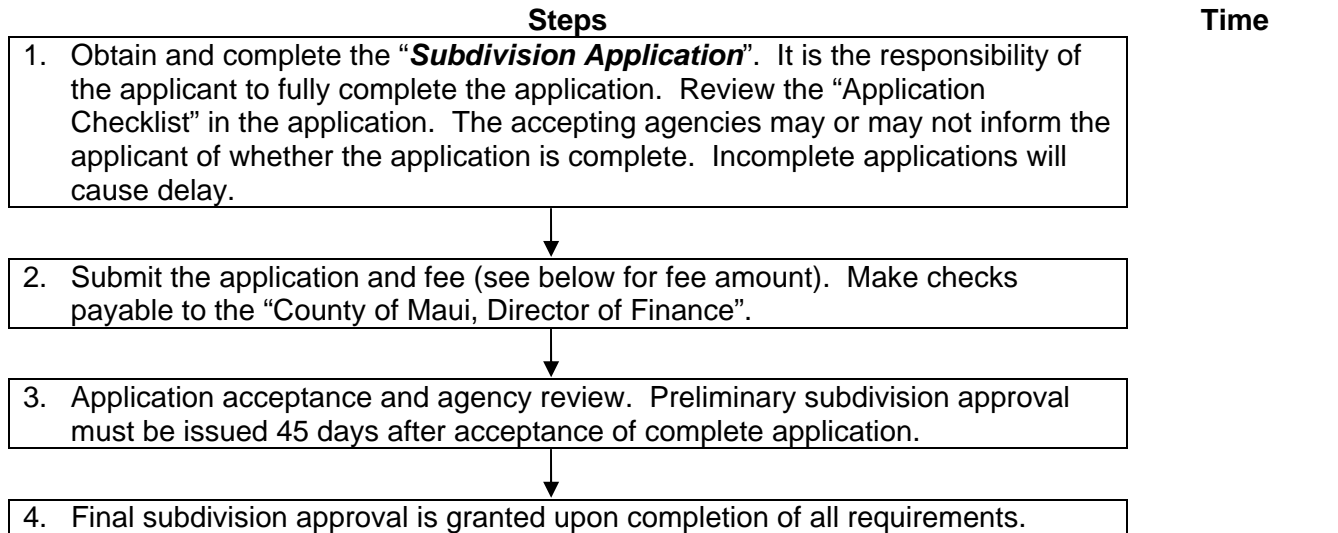 Steps Time
1. Obtain and complete the “Subdivision Application”. It is the responsibility of
the applicant to fully complete the application. Review the “Application
Checklist” in the application. The accepting agencies may or may not inform the
applicant of whether the application is complete. Incomplete applications will
cause delay.
2. Submit the application and fee (see below for fee amount). Make checks
payable to the “County of Maui, Director of Finance”.
3. Application acceptance and agency review. Preliminary subdivision approval
must be issued 45 days after acceptance of complete application.
4. Final subdivision approval is granted upon completion of all requirements.